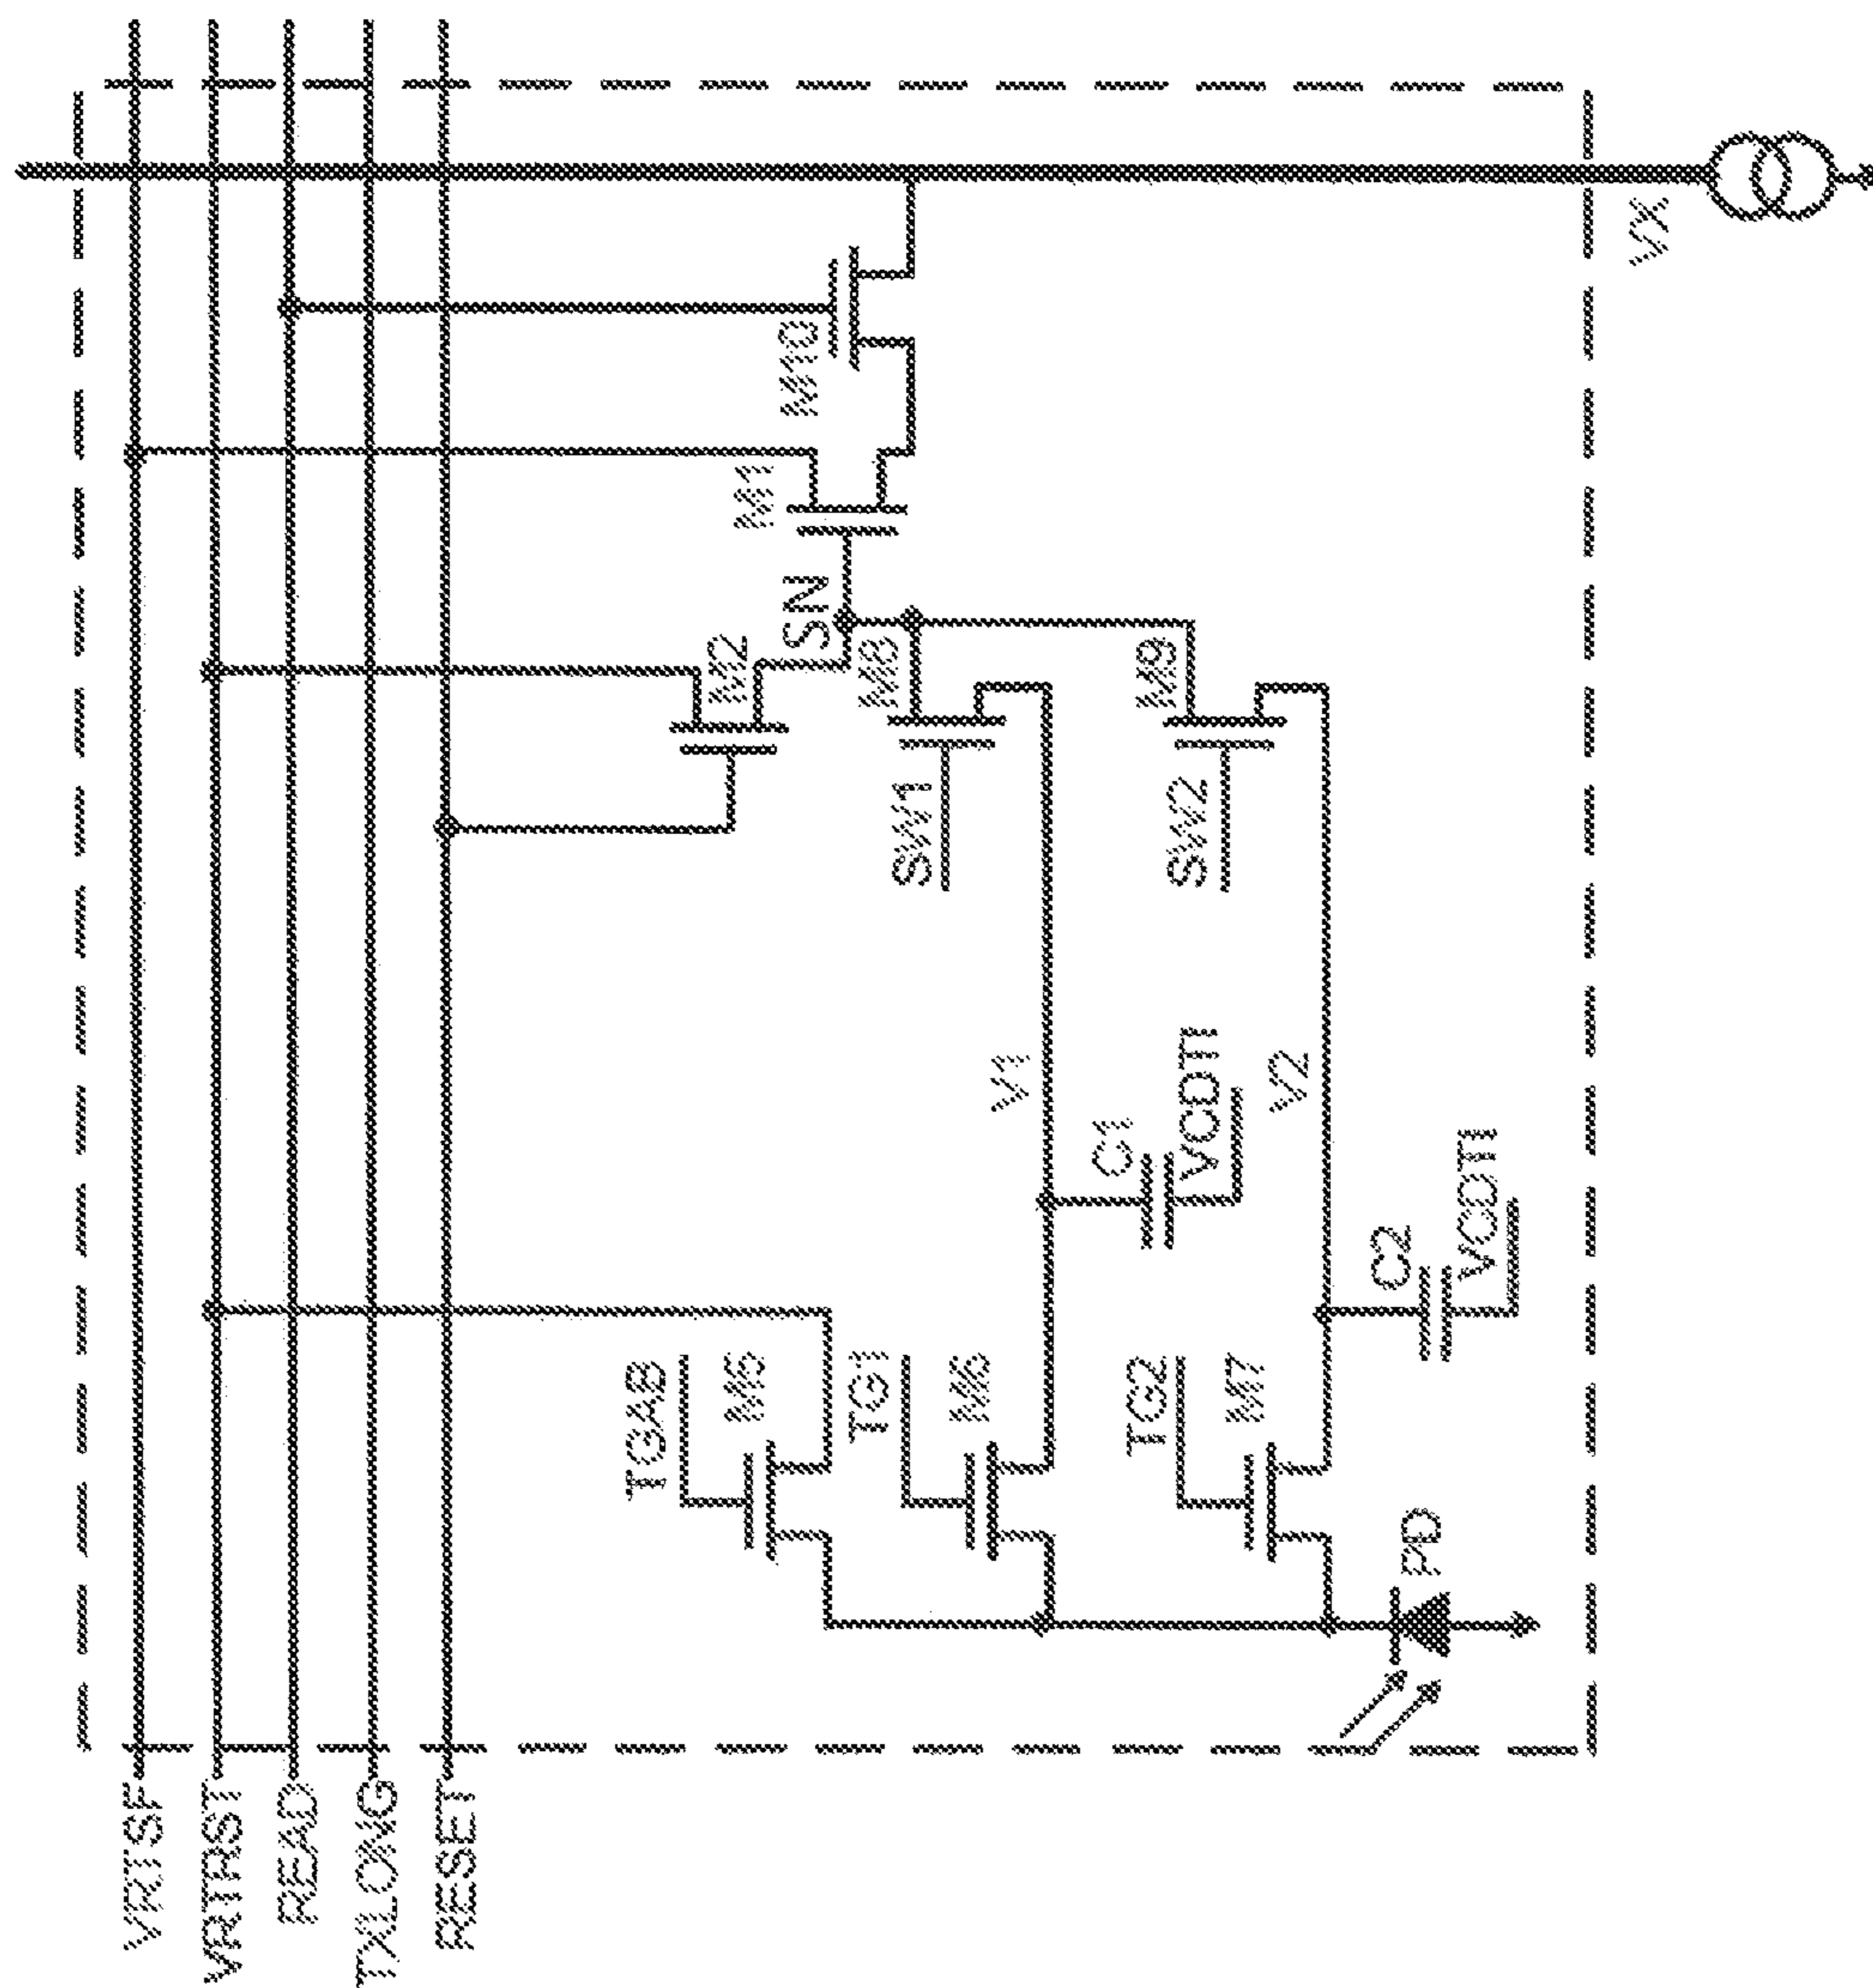 VRTSF
VRTRST
READ
TXLONG
RESET
TGAB
M5
TG1
M6
TG2
M7
PD
C1
VCDTI
C2
VCDTI
V1
V2
SW1
SW2
M2
SN
M8
M9
M1
M10
VX